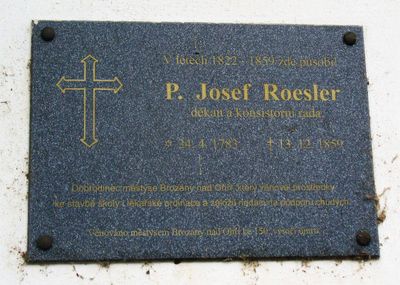 V letech 1822 - 1859 zde působil
P. Josef Roesler
děkan a konsistorní rada
¤ 24. 4. 1783 † 13. 12. 1859
Dobrodinec městyse Brozany nad Ohří, který věnoval prostředky
ke stavbě školy i lékařské ordinace a založil nadaci na podporu chudých.
Věnováno městysem Brozany nad Ohří ke 150. výročí úmrtí